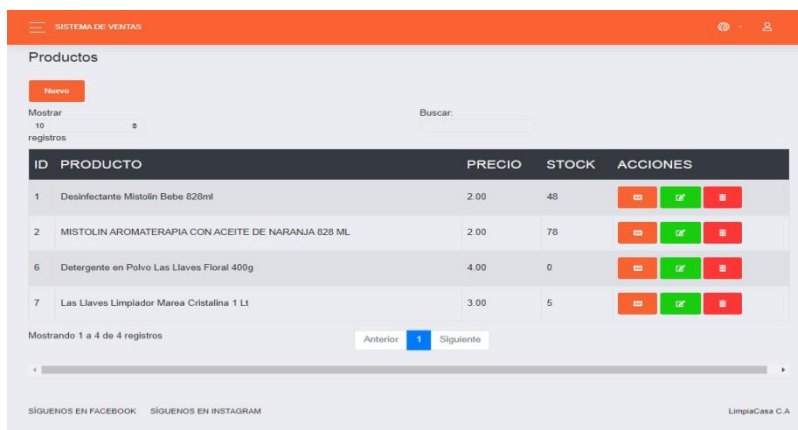 SISTEMA DE VENTAS
Productos
Nuevo
Mostrar
10
registros
Buscar:
ID PRODUCTO PRECIO STOCK ACCIONES
1 Desinfectante Mistolin Bebe 828ml 2.00 48
2 MISTOLIN AROMATERAPIA CON ACEITE DE NARANJA 828 ML 2.00 78
6 Detergente en Polvo Las Llaves Floral 400g 4.00 0
7 Las Llaves Limpiador Marea Cristalina 1 Lt 3.00 5
Mostrando 1 a 4 de 4 registros
Anterior 1 Siguiente
SÍGUENOS EN FACEBOOK SÍGUENOS EN INSTAGRAM
LimpiaCasa C.A